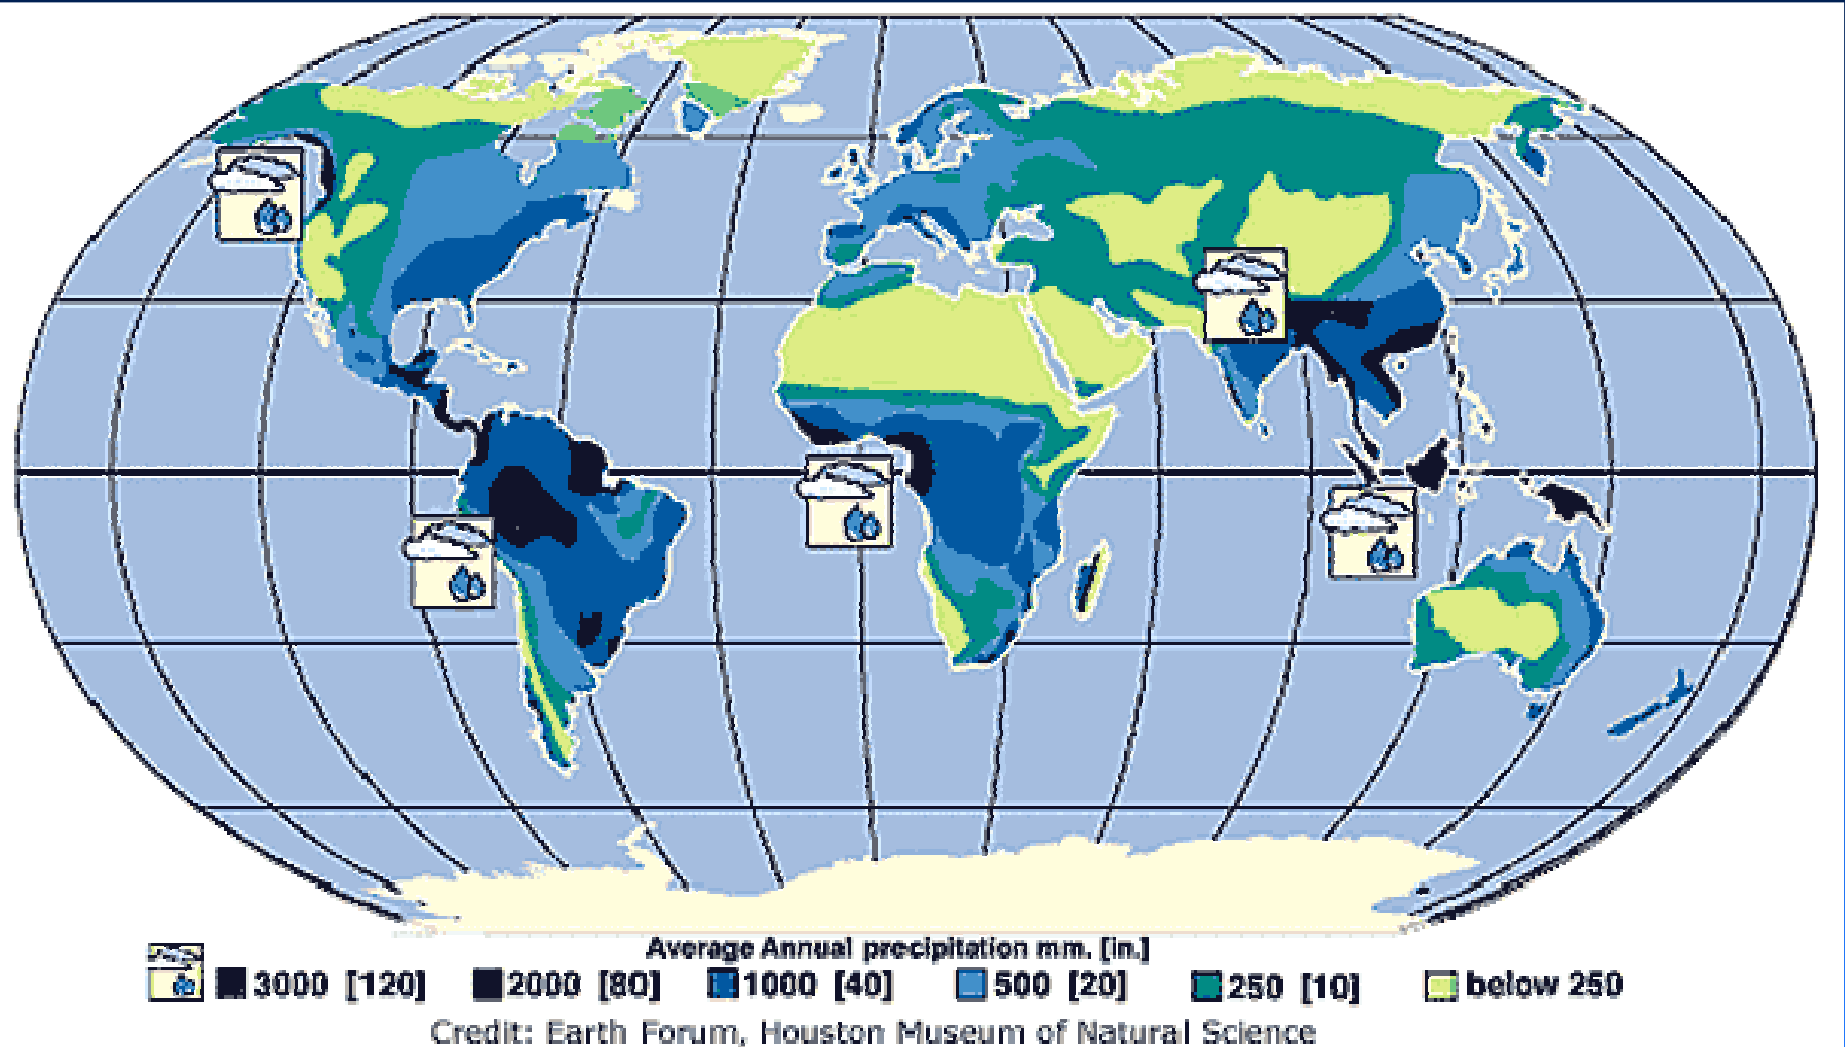 Average Annual precipitation mm. [in.]
3000 [120] 2000 [80] 1000 [40] 500 [20] 250 [10] below 250
Credit: Earth Forum, Houston Museum of Natural Science